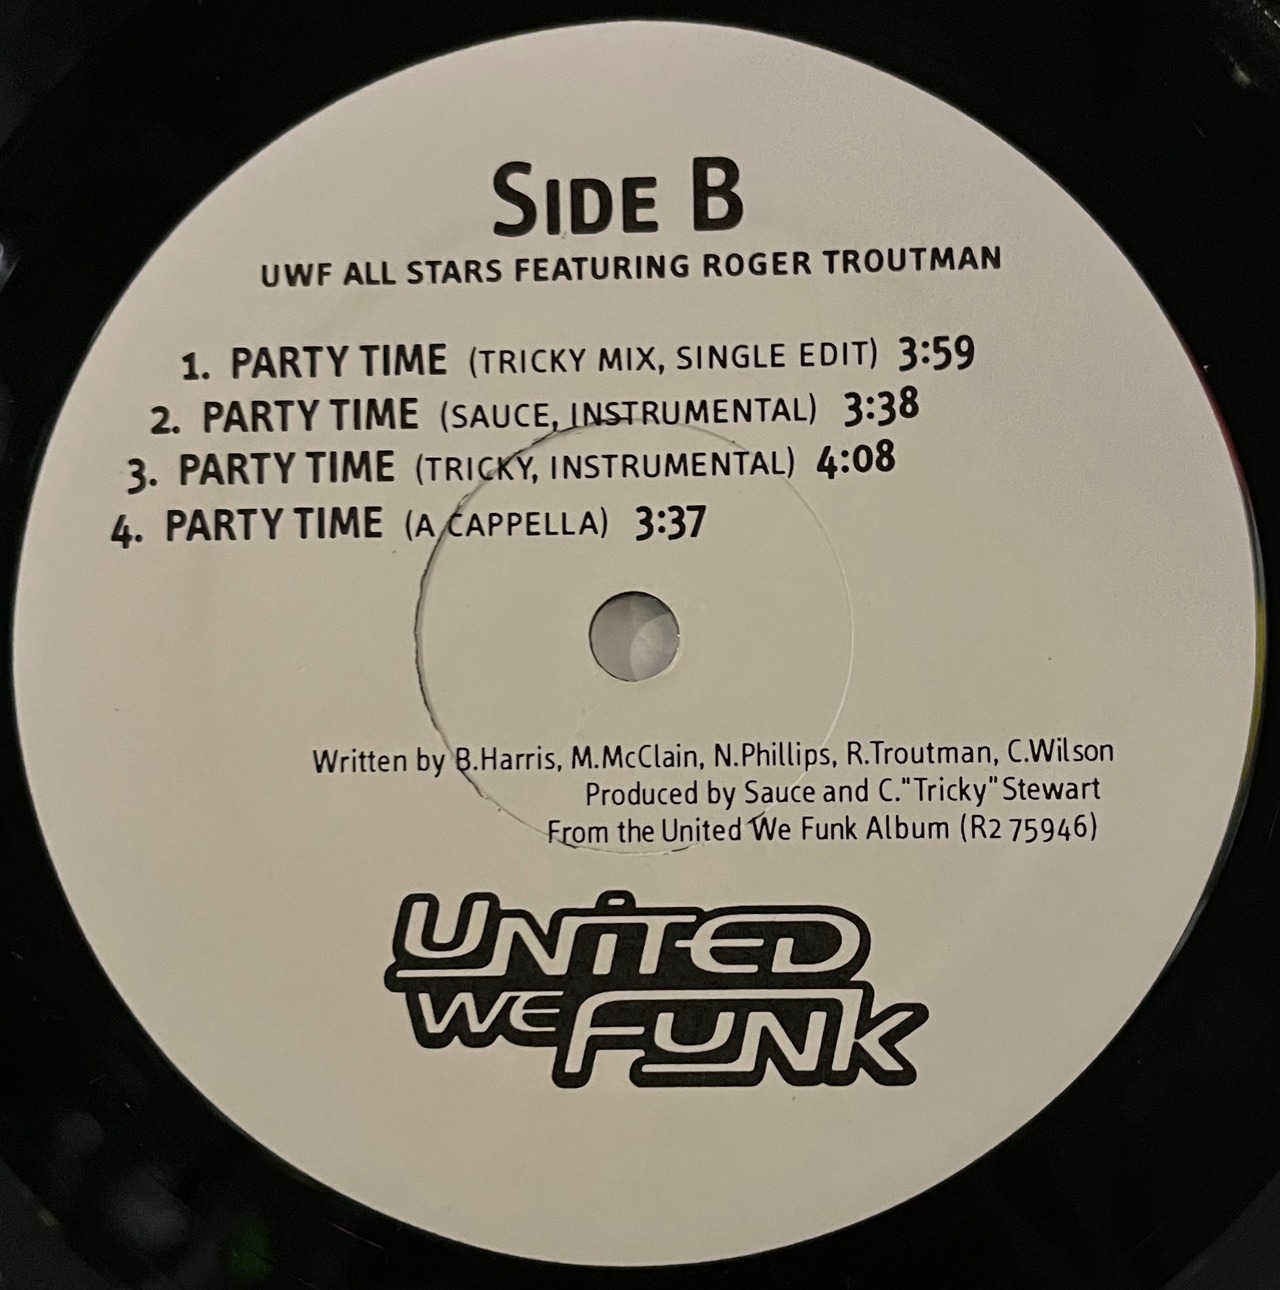 SIDE B
UWF ALL STARS FEATURING ROGER TROUTMAN
1. PARTY TIME (TRICKY MIX, SINGLE EDIT) 3:59
2. PARTY TIME (SAUCE, INSTRUMENTAL) 3:38
3. PARTY TIME (TRICKY, INSTRUMENTAL) 4:08
4. PARTY TIME (A CAPPELLA) 3:37
Written by B.Harris, M.McClain, N.Phillips, R.Troutman, C.Wilson
Produced by Sauce and C."Tricky"Stewart
From the United We Funk Album (R2 75946)
UNiTED
WE FUNK